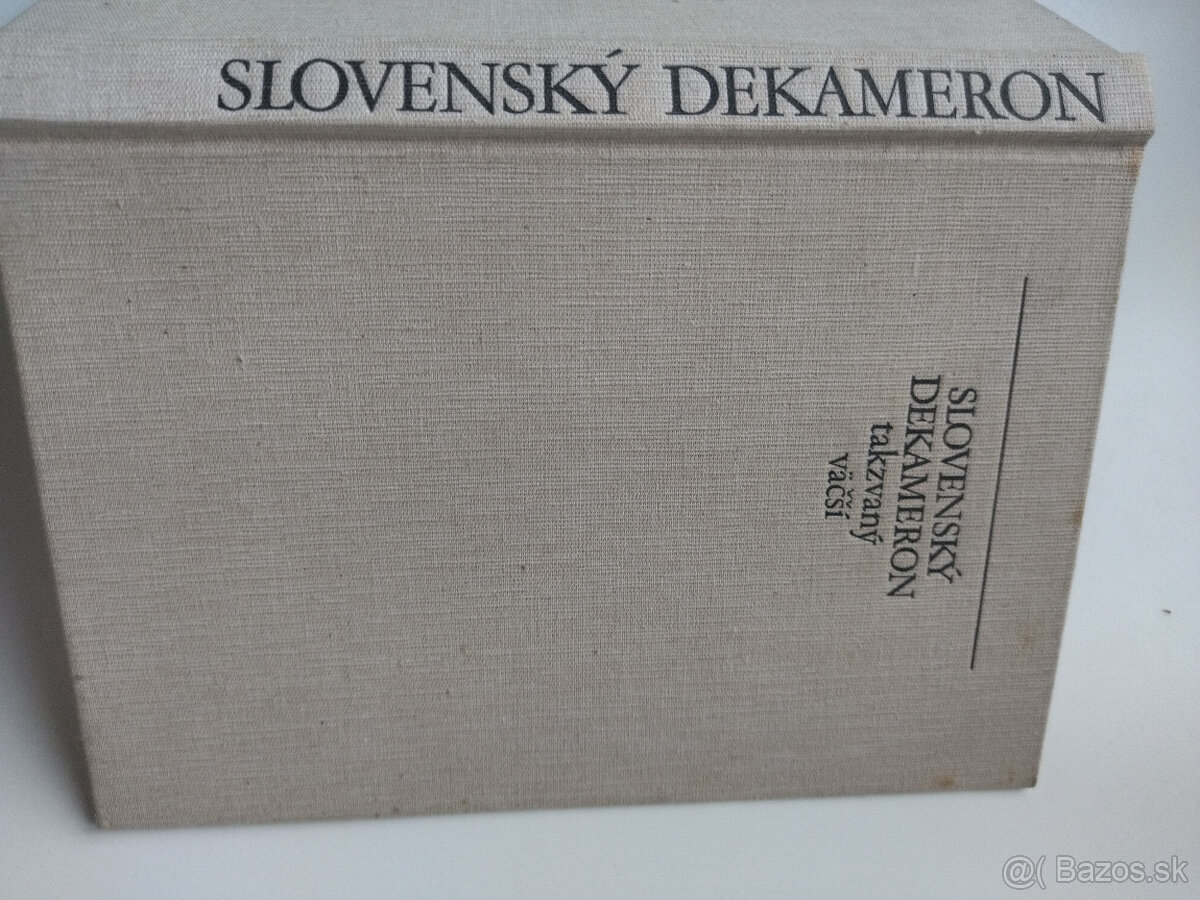 SLOVENSKÝ DEKAMERON
SLOVENSKÝ
DEKAMERON
takzvaný
väčší
@( Bazos.sk